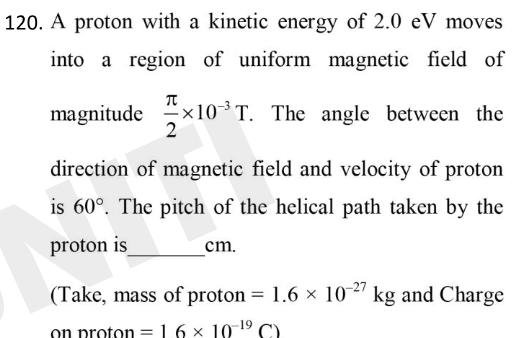 120. A proton with a kinetic energy of 2.0 eV moves
into a region of uniform magnetic field of
magnitude π/2 ×10⁻³ T. The angle between the
direction of magnetic field and velocity of proton
is 60°. The pitch of the helical path taken by the
proton is________cm.
(Take, mass of proton = 1.6 × 10⁻²⁷ kg and Charge
on proton = 1.6 × 10⁻¹⁹ C).